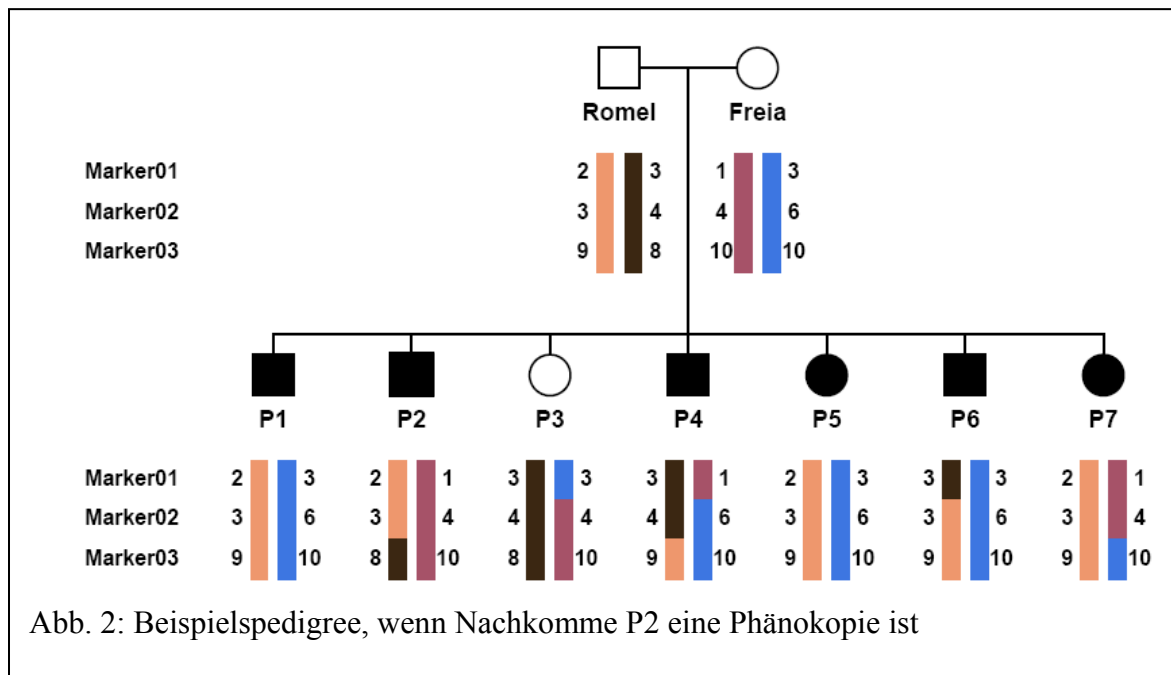 Romel Freia
Marker01 2 3 1 3
Marker02 3 4 4 6
Marker03 9 8 10 10
P1 P2 P3 P4 P5 P6 P7
Marker01 2 3 2 1 3 3 3 1 2 3 3 3 2 1
Marker02 3 6 3 4 4 4 4 6 3 6 3 6 3 4
Marker03 9 10 8 10 8 10 9 10 9 10 9 10 9 10
Abb. 2: Beispielspedigree, wenn Nachkomme P2 eine Phänokopie ist